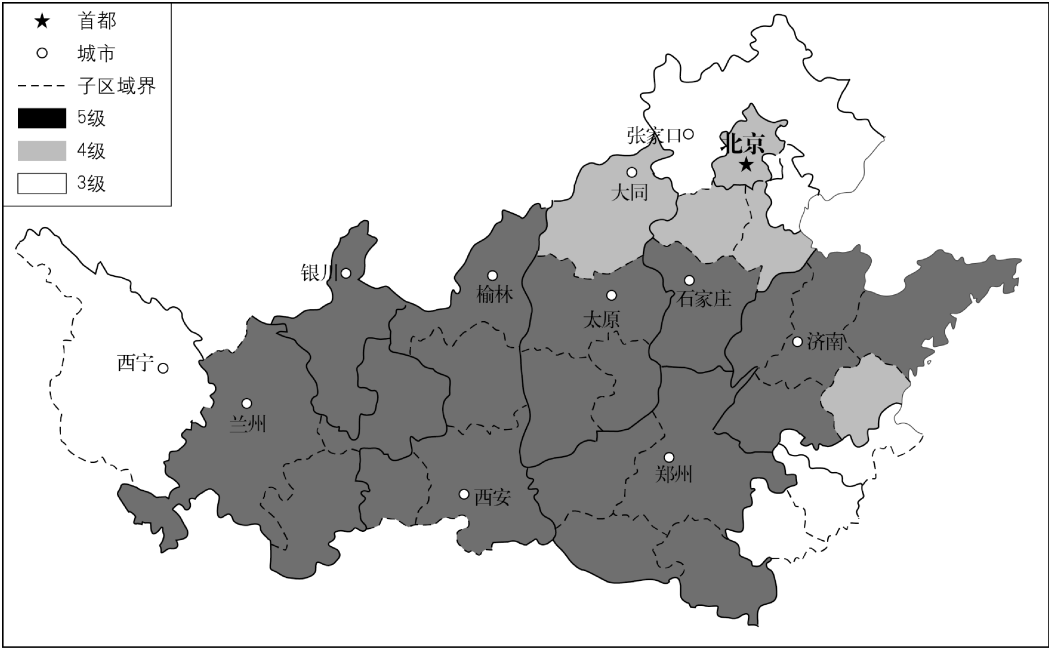 首都
城市
子区域界
5级
4级
3级
张家口
北京
大同
银川
榆林
石家庄
太原
济南
西宁
兰州
郑州
西安